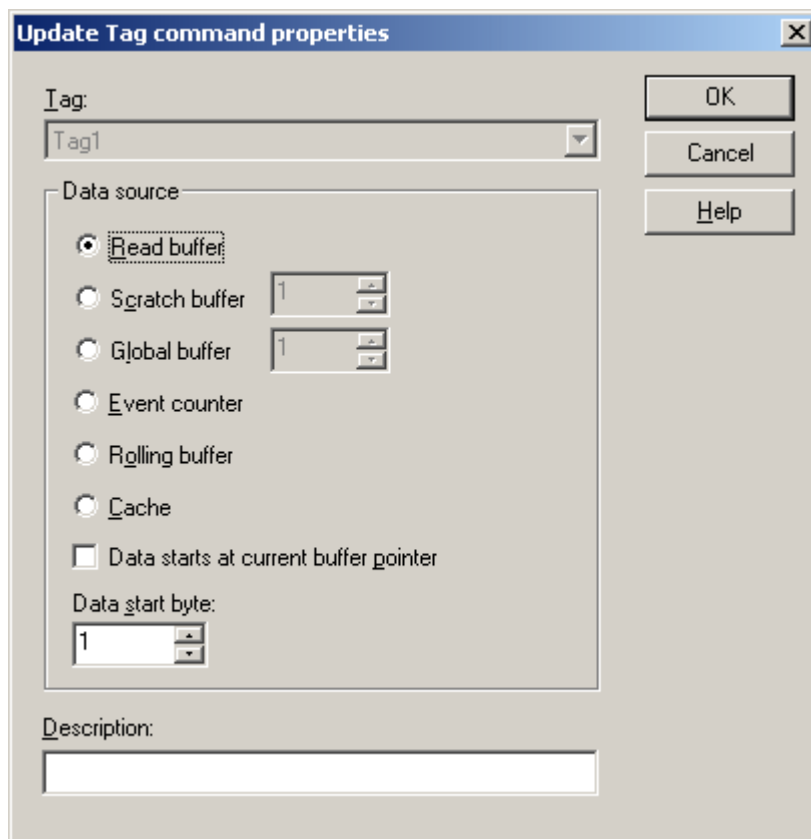 Update Tag command properties
Tag:
Tag1
OK
Cancel
Help
Data source
Read buffer
Scratch buffer 1
Global buffer 1
Event counter
Rolling buffer
Cache
Data starts at current buffer pointer
Data start byte:
1
Description: